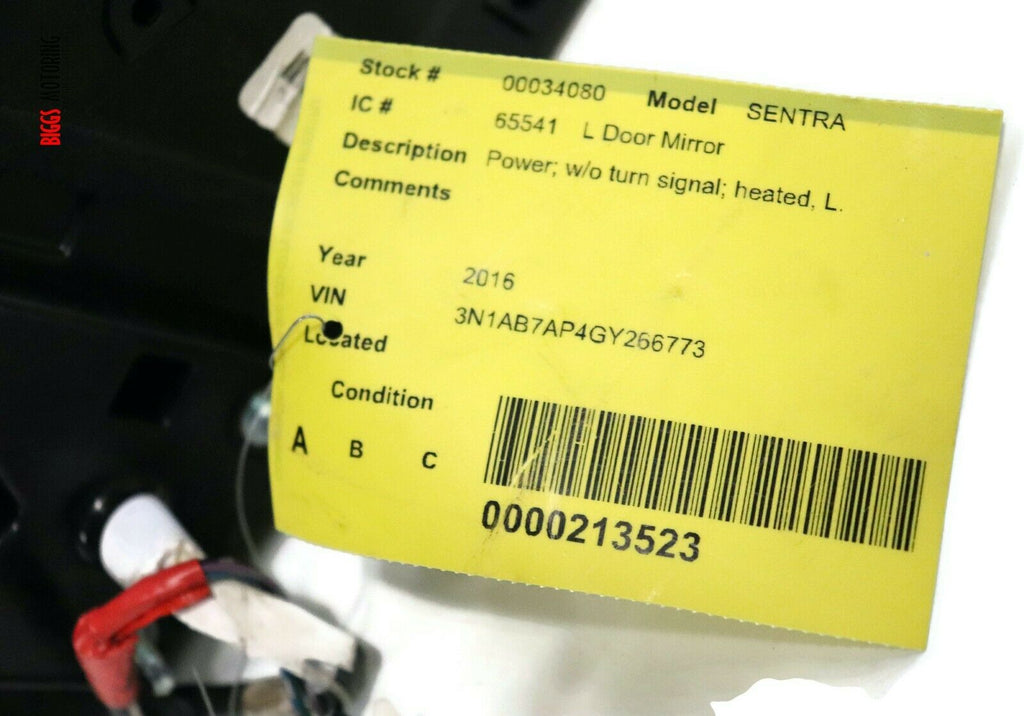 BIGGS MOTORING
Stock # 00034080 Model SENTRA
IC # 65541 L Door Mirror
Description Power; w/o turn signal; heated, L.
Comments
Year 2016
VIN 3N1AB7AP4GY266773
Located
Condition
A B C
0000213523